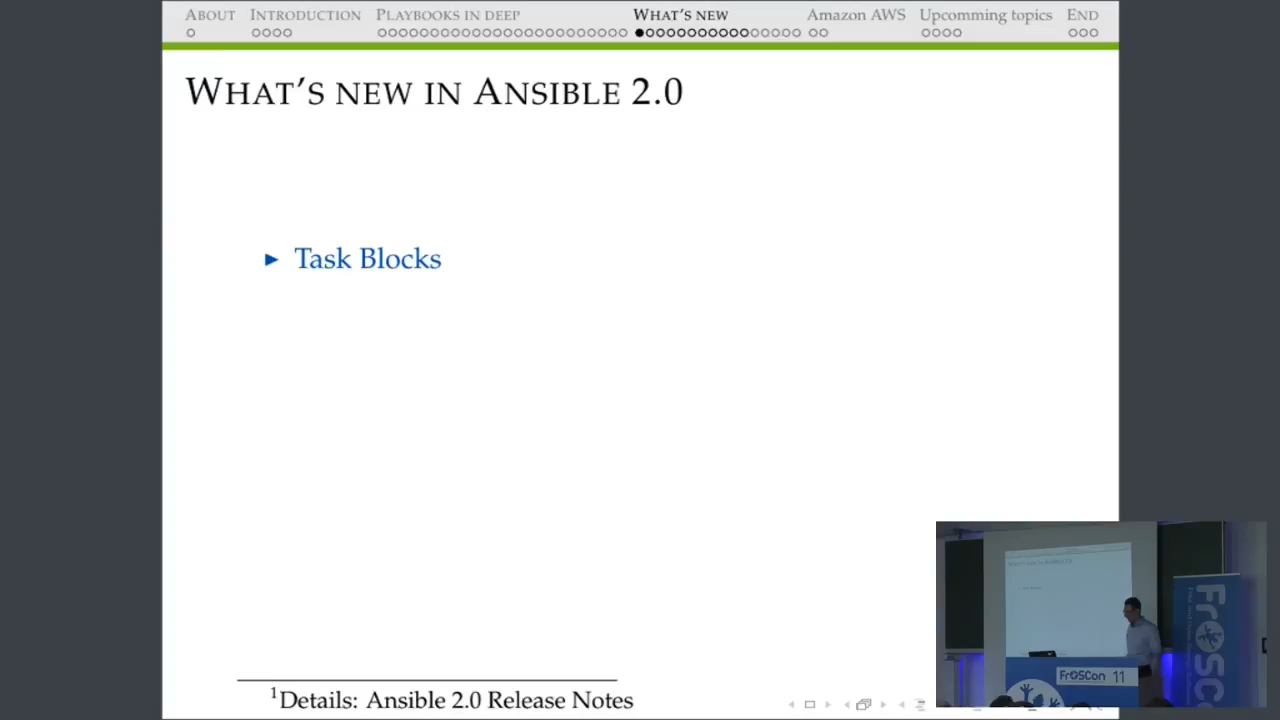 ABOUT INTRODUCTION PLAYBOOKS IN DEEP WHAT'S NEW Amazon AWS Upcomming topics END
WHAT'S NEW IN ANSIBLE 2.0
Task Blocks
1Details: Ansible 2.0 Release Notes
FrOSCon 11
FrOSCo